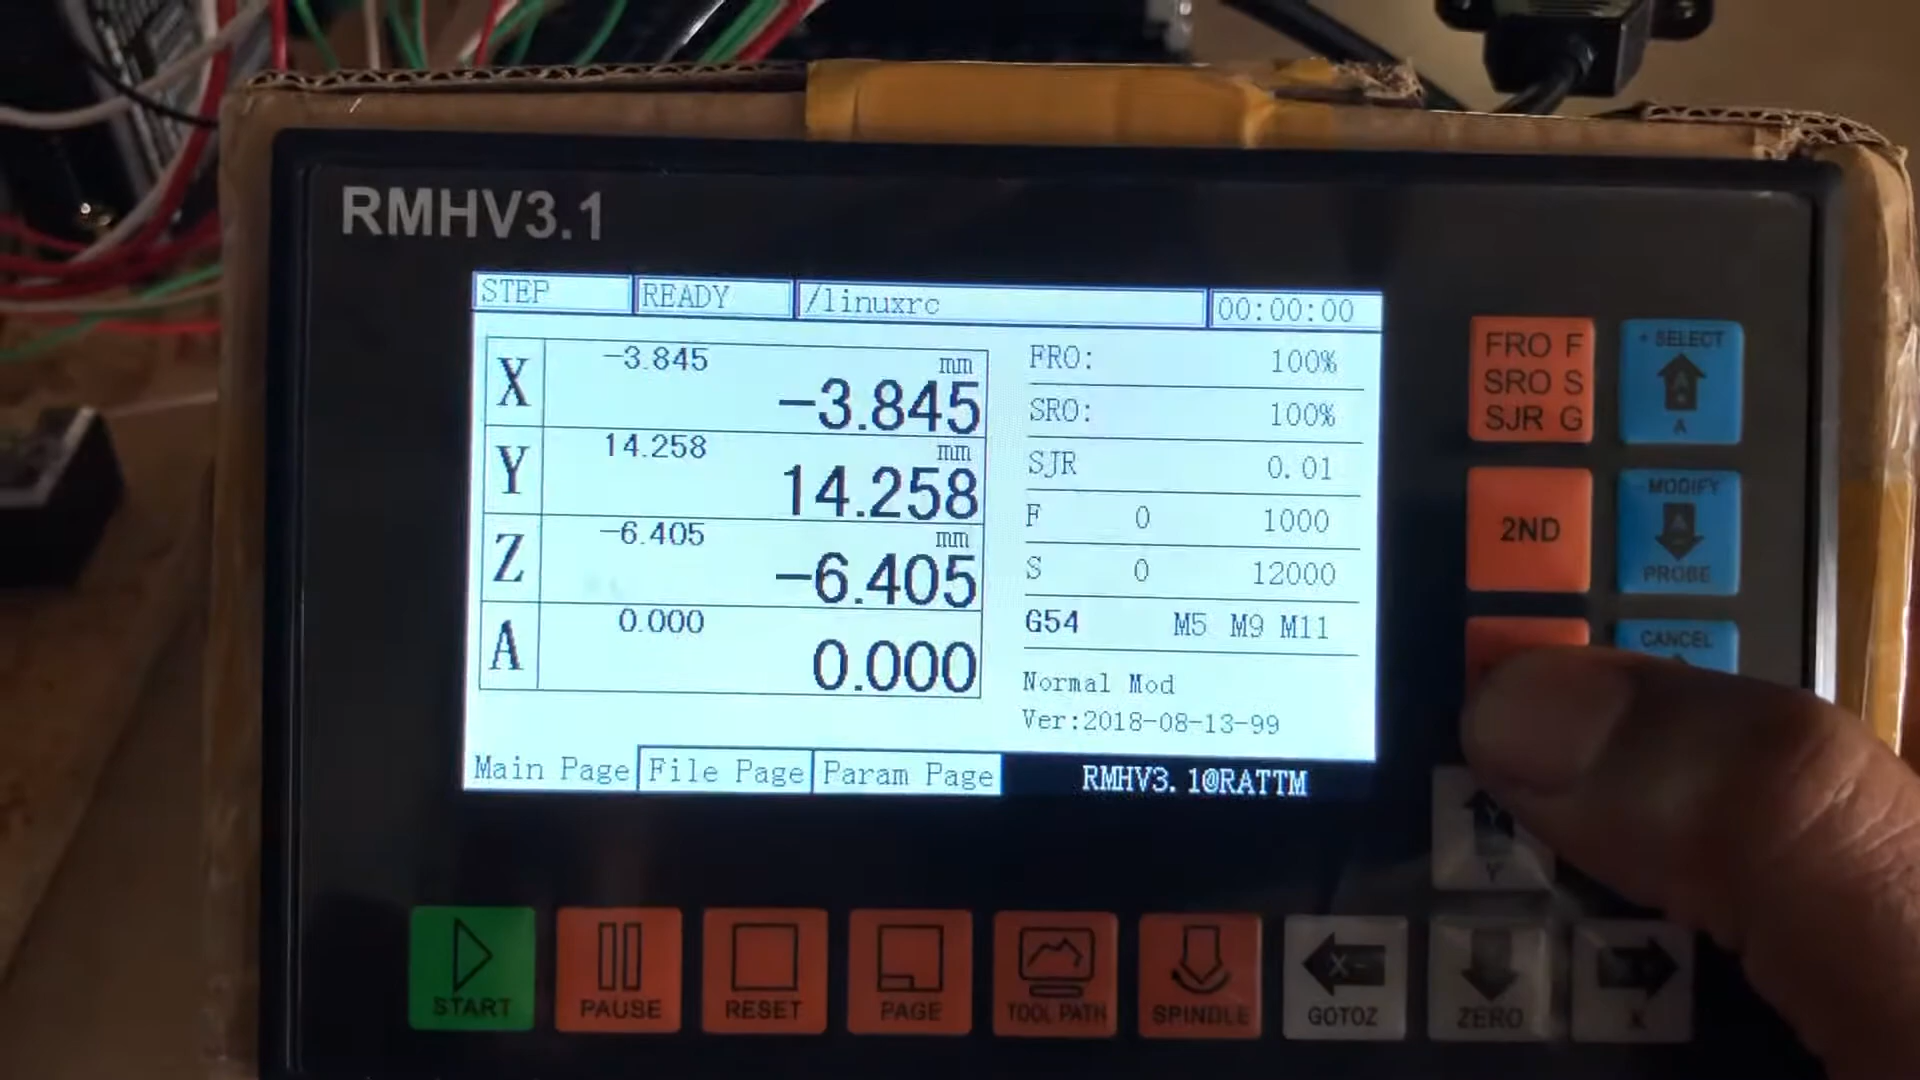 RMHV3.1
STEP READY /linuxrc 00:00:00
X -3.845 mm -3.845
Y 14.258 mm 14.258
Z -6.405 mm -6.405
A 0.000 0.000
FRO: 100%
SRO: 100%
SJR 0.01
F 0 1000
S 0 12000
G54 M5 M9 M11
Normal Mod
Ver:2018-08-13-99
Main Page File Page Param Page RMHV3.1@RATTM
FRO F
SRO S
SJR G
+ SELECT
A
2ND
MODIFY
PROBE
CANCEL
Y
START PAUSE RESET PAGE TOOL PATH SPINDLE X- GOTOZ ZERO X